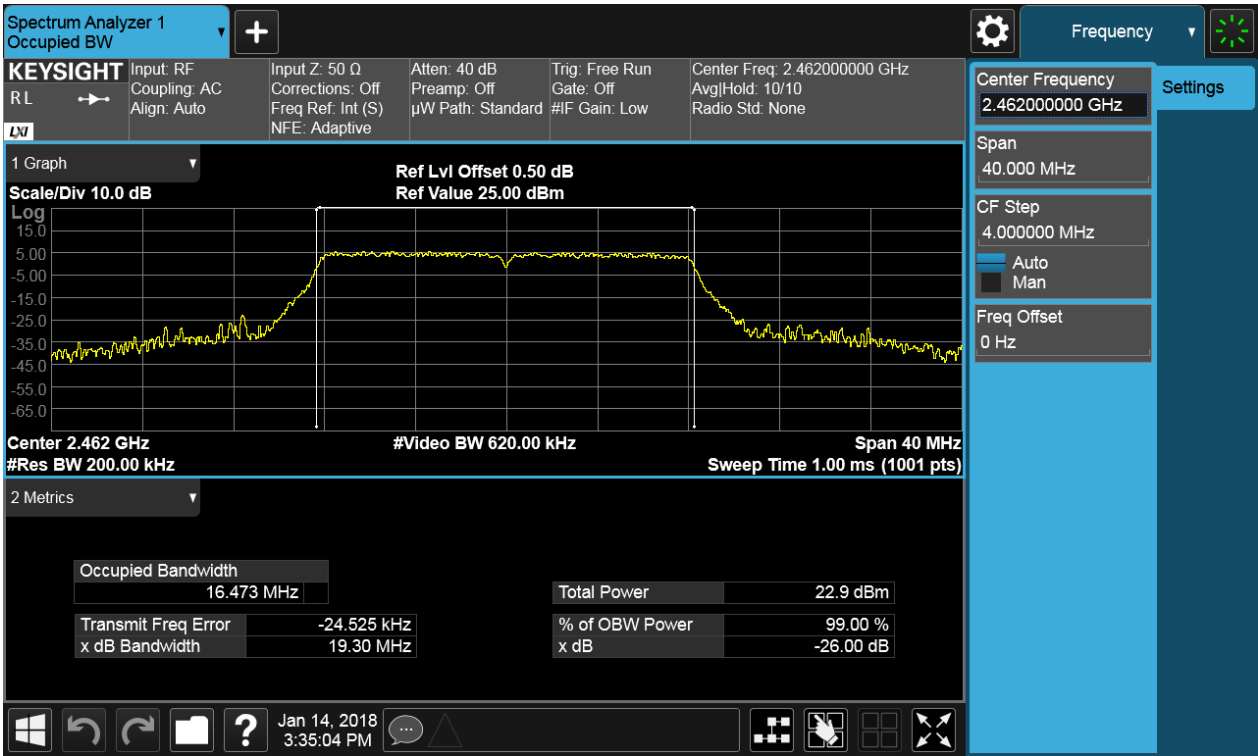 Spectrum Analyzer 1
Occupied BW
Frequency
KEYSIGHT
RL
LXI
Input: RF
Coupling: AC
Align: Auto
Input Z: 50 Ω
Corrections: Off
Freq Ref: Int (S)
NFE: Adaptive
Atten: 40 dB
Preamp: Off
µW Path: Standard
Trig: Free Run
Gate: Off
#IF Gain: Low
Center Freq: 2.462000000 GHz
Avg|Hold: 10/10
Radio Std: None
Center Frequency
2.462000000 GHz
Settings
Span
40.000 MHz
CF Step
4.000000 MHz
Auto
Man
Freq Offset
0 Hz
1 Graph
Scale/Div 10.0 dB
Ref Lvl Offset 0.50 dB
Ref Value 25.00 dBm
Log
15.0
5.00
-5.00
-15.0
-25.0
-35.0
-45.0
-55.0
-65.0
Center 2.462 GHz
#Video BW 620.00 kHz
Span 40 MHz
#Res BW 200.00 kHz
Sweep Time 1.00 ms (1001 pts)
2 Metrics
Occupied Bandwidth
16.473 MHz
Total Power 22.9 dBm
Transmit Freq Error -24.525 kHz
% of OBW Power 99.00 %
x dB Bandwidth 19.30 MHz
x dB -26.00 dB
?
Jan 14, 2018
3:35:04 PM